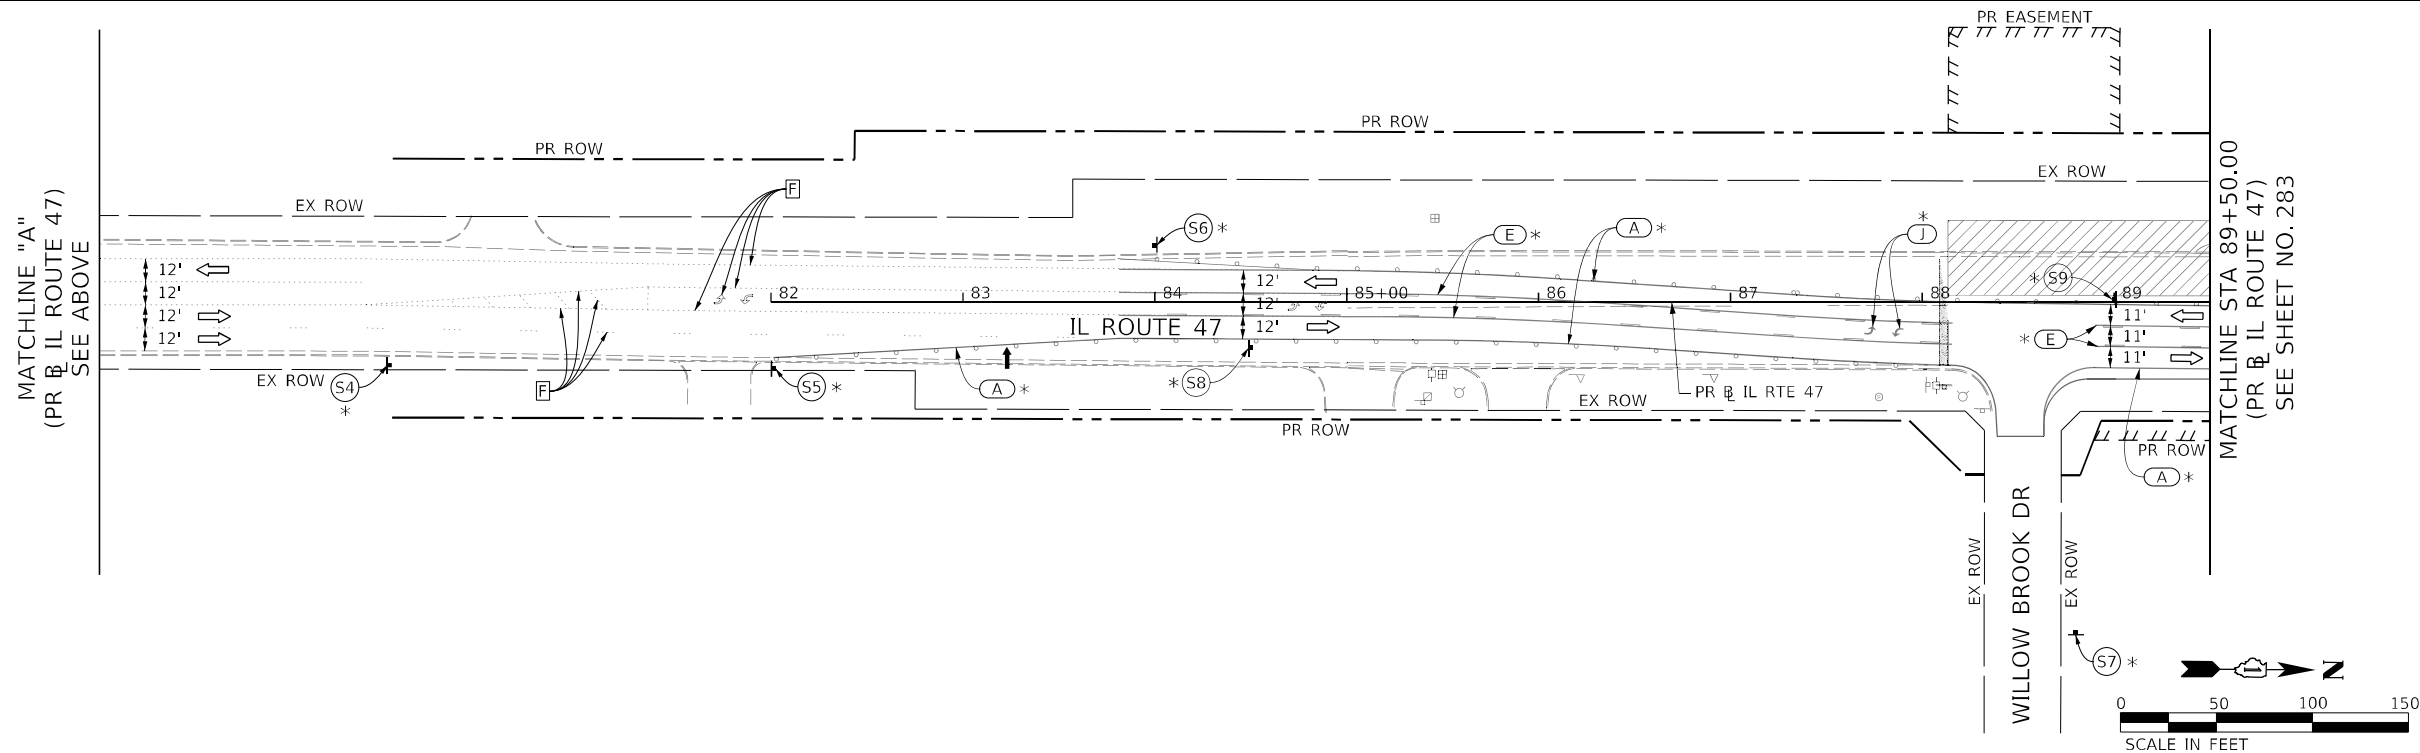 PR EASEMENT
PR ROW
PR ROW
EX ROW
EX ROW
MATCHLINE "A"
(PR BL IL ROUTE 47)
SEE ABOVE
F
S6 *
E *
A *
*
J
* S9
12'
12'
12'
12'
12'
12'
12'
82
83
84
85+00
86
87
88
89
IL ROUTE 47
11'
11'
11'
* E
EX ROW
S4
*
F
S5 *
A *
* S8
PR BL IL RTE 47
EX ROW
PR ROW
PR ROW
A *
MATCHLINE STA 89+50.00
(PR BL IL ROUTE 47)
SEE SHEET NO. 283
EX ROW
WILLOW BROOK DR
EX ROW
S7 *
N
0 50 100 150
SCALE IN FEET